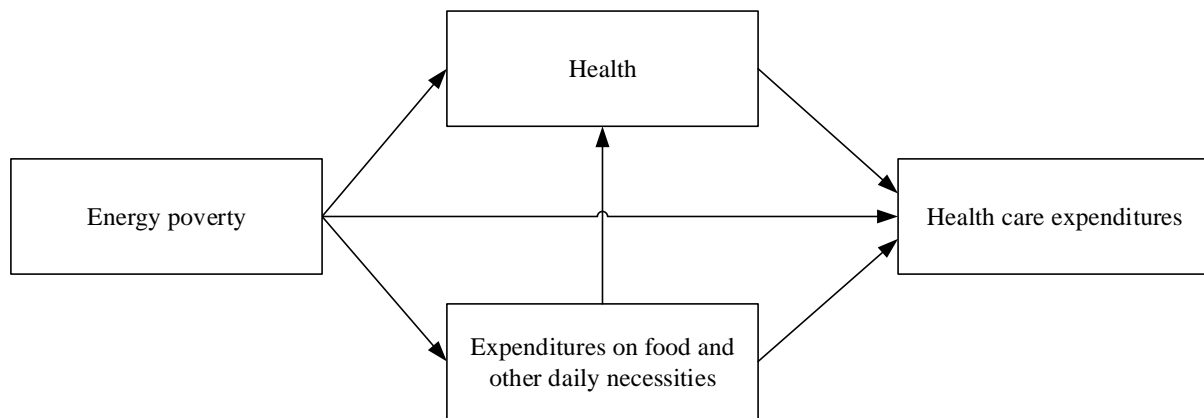 Health
Energy poverty
Health care expenditures
Expenditures on food and
other daily necessities